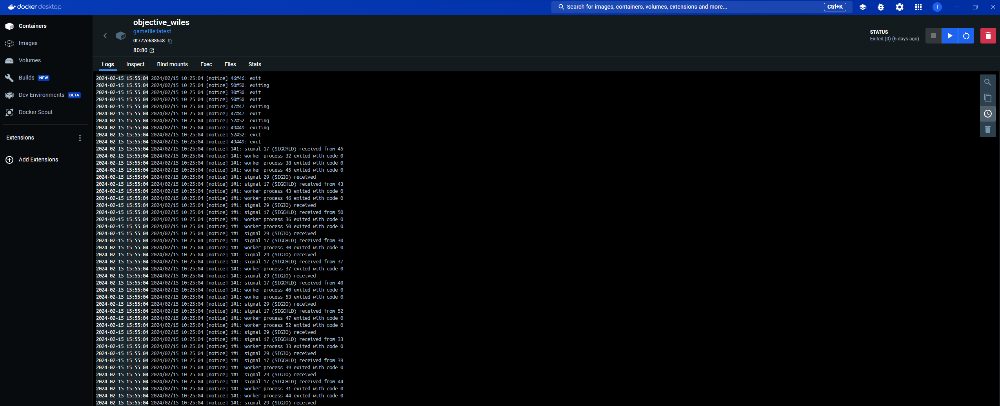 docker desktop
Search for images, containers, volumes, extensions and more...
Ctrl+K
I
Containers
Images
Volumes
Builds NEW
Dev Environments BETA
Docker Scout
Extensions
Add Extensions
objective_wiles
gamefile:latest
0f772e6385c8
80:80
STATUS
Exited (0) (6 days ago)
Logs Inspect Bind mounts Exec Files Stats
2024-02-15 15:55:04 2024/02/15 10:25:04 [notice] 46#46: exit
2024-02-15 15:55:04 2024/02/15 10:25:04 [notice] 50#50: exiting
2024-02-15 15:55:04 2024/02/15 10:25:04 [notice] 30#30: exit
2024-02-15 15:55:04 2024/02/15 10:25:04 [notice] 50#50: exit
2024-02-15 15:55:04 2024/02/15 10:25:04 [notice] 47#47: exiting
2024-02-15 15:55:04 2024/02/15 10:25:04 [notice] 47#47: exit
2024-02-15 15:55:04 2024/02/15 10:25:04 [notice] 52#52: exiting
2024-02-15 15:55:04 2024/02/15 10:25:04 [notice] 49#49: exiting
2024-02-15 15:55:04 2024/02/15 10:25:04 [notice] 52#52: exit
2024-02-15 15:55:04 2024/02/15 10:25:04 [notice] 49#49: exit
2024-02-15 15:55:04 2024/02/15 10:25:04 [notice] 1#1: signal 17 (SIGCHLD) received from 45
2024-02-15 15:55:04 2024/02/15 10:25:04 [notice] 1#1: worker process 32 exited with code 0
2024-02-15 15:55:04 2024/02/15 10:25:04 [notice] 1#1: worker process 38 exited with code 0
2024-02-15 15:55:04 2024/02/15 10:25:04 [notice] 1#1: worker process 45 exited with code 0
2024-02-15 15:55:04 2024/02/15 10:25:04 [notice] 1#1: signal 29 (SIGIO) received
2024-02-15 15:55:04 2024/02/15 10:25:04 [notice] 1#1: signal 17 (SIGCHLD) received from 43
2024-02-15 15:55:04 2024/02/15 10:25:04 [notice] 1#1: worker process 43 exited with code 0
2024-02-15 15:55:04 2024/02/15 10:25:04 [notice] 1#1: worker process 46 exited with code 0
2024-02-15 15:55:04 2024/02/15 10:25:04 [notice] 1#1: signal 29 (SIGIO) received
2024-02-15 15:55:04 2024/02/15 10:25:04 [notice] 1#1: signal 17 (SIGCHLD) received from 50
2024-02-15 15:55:04 2024/02/15 10:25:04 [notice] 1#1: worker process 36 exited with code 0
2024-02-15 15:55:04 2024/02/15 10:25:04 [notice] 1#1: worker process 50 exited with code 0
2024-02-15 15:55:04 2024/02/15 10:25:04 [notice] 1#1: signal 29 (SIGIO) received
2024-02-15 15:55:04 2024/02/15 10:25:04 [notice] 1#1: signal 17 (SIGCHLD) received from 30
2024-02-15 15:55:04 2024/02/15 10:25:04 [notice] 1#1: worker process 30 exited with code 0
2024-02-15 15:55:04 2024/02/15 10:25:04 [notice] 1#1: signal 29 (SIGIO) received
2024-02-15 15:55:04 2024/02/15 10:25:04 [notice] 1#1: signal 17 (SIGCHLD) received from 37
2024-02-15 15:55:04 2024/02/15 10:25:04 [notice] 1#1: worker process 37 exited with code 0
2024-02-15 15:55:04 2024/02/15 10:25:04 [notice] 1#1: signal 29 (SIGIO) received
2024-02-15 15:55:04 2024/02/15 10:25:04 [notice] 1#1: signal 17 (SIGCHLD) received from 40
2024-02-15 15:55:04 2024/02/15 10:25:04 [notice] 1#1: worker process 40 exited with code 0
2024-02-15 15:55:04 2024/02/15 10:25:04 [notice] 1#1: worker process 53 exited with code 0
2024-02-15 15:55:04 2024/02/15 10:25:04 [notice] 1#1: signal 29 (SIGIO) received
2024-02-15 15:55:04 2024/02/15 10:25:04 [notice] 1#1: signal 17 (SIGCHLD) received from 52
2024-02-15 15:55:04 2024/02/15 10:25:04 [notice] 1#1: worker process 47 exited with code 0
2024-02-15 15:55:04 2024/02/15 10:25:04 [notice] 1#1: worker process 52 exited with code 0
2024-02-15 15:55:04 2024/02/15 10:25:04 [notice] 1#1: signal 29 (SIGIO) received
2024-02-15 15:55:04 2024/02/15 10:25:04 [notice] 1#1: signal 17 (SIGCHLD) received from 33
2024-02-15 15:55:04 2024/02/15 10:25:04 [notice] 1#1: worker process 33 exited with code 0
2024-02-15 15:55:04 2024/02/15 10:25:04 [notice] 1#1: signal 29 (SIGIO) received
2024-02-15 15:55:04 2024/02/15 10:25:04 [notice] 1#1: signal 17 (SIGCHLD) received from 39
2024-02-15 15:55:04 2024/02/15 10:25:04 [notice] 1#1: worker process 39 exited with code 0
2024-02-15 15:55:04 2024/02/15 10:25:04 [notice] 1#1: signal 29 (SIGIO) received
2024-02-15 15:55:04 2024/02/15 10:25:04 [notice] 1#1: signal 17 (SIGCHLD) received from 44
2024-02-15 15:55:04 2024/02/15 10:25:04 [notice] 1#1: worker process 31 exited with code 0
2024-02-15 15:55:04 2024/02/15 10:25:04 [notice] 1#1: worker process 44 exited with code 0
2024-02-15 15:55:04 2024/02/15 10:25:04 [notice] 1#1: signal 29 (SIGIO) received